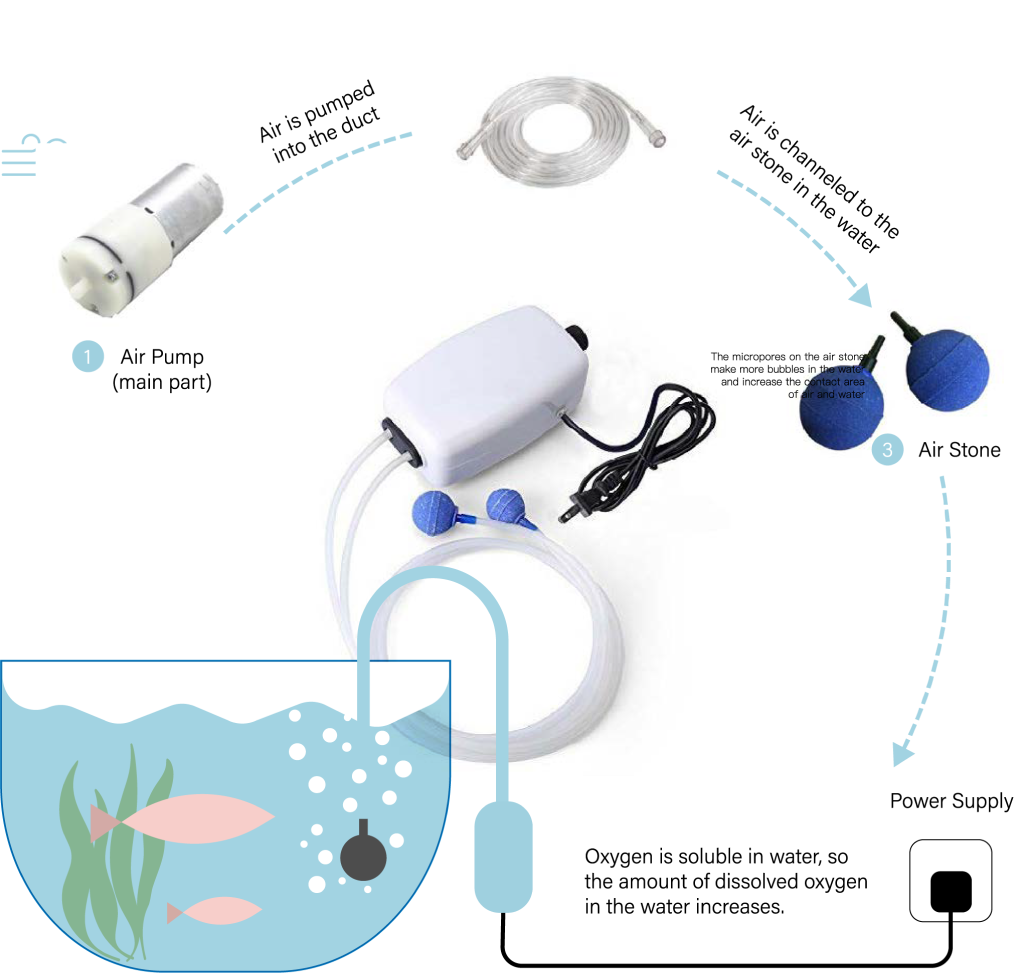 Air is pumped
into the duct
Air is channeled to the
air stone in the water
1
Air Pump
(main part)
The micropores on the air stone
make more bubbles in the water
and increase the contact area
of air and water
3
Air Stone
Power Supply
Oxygen is soluble in water, so
the amount of dissolved oxygen
in the water increases.